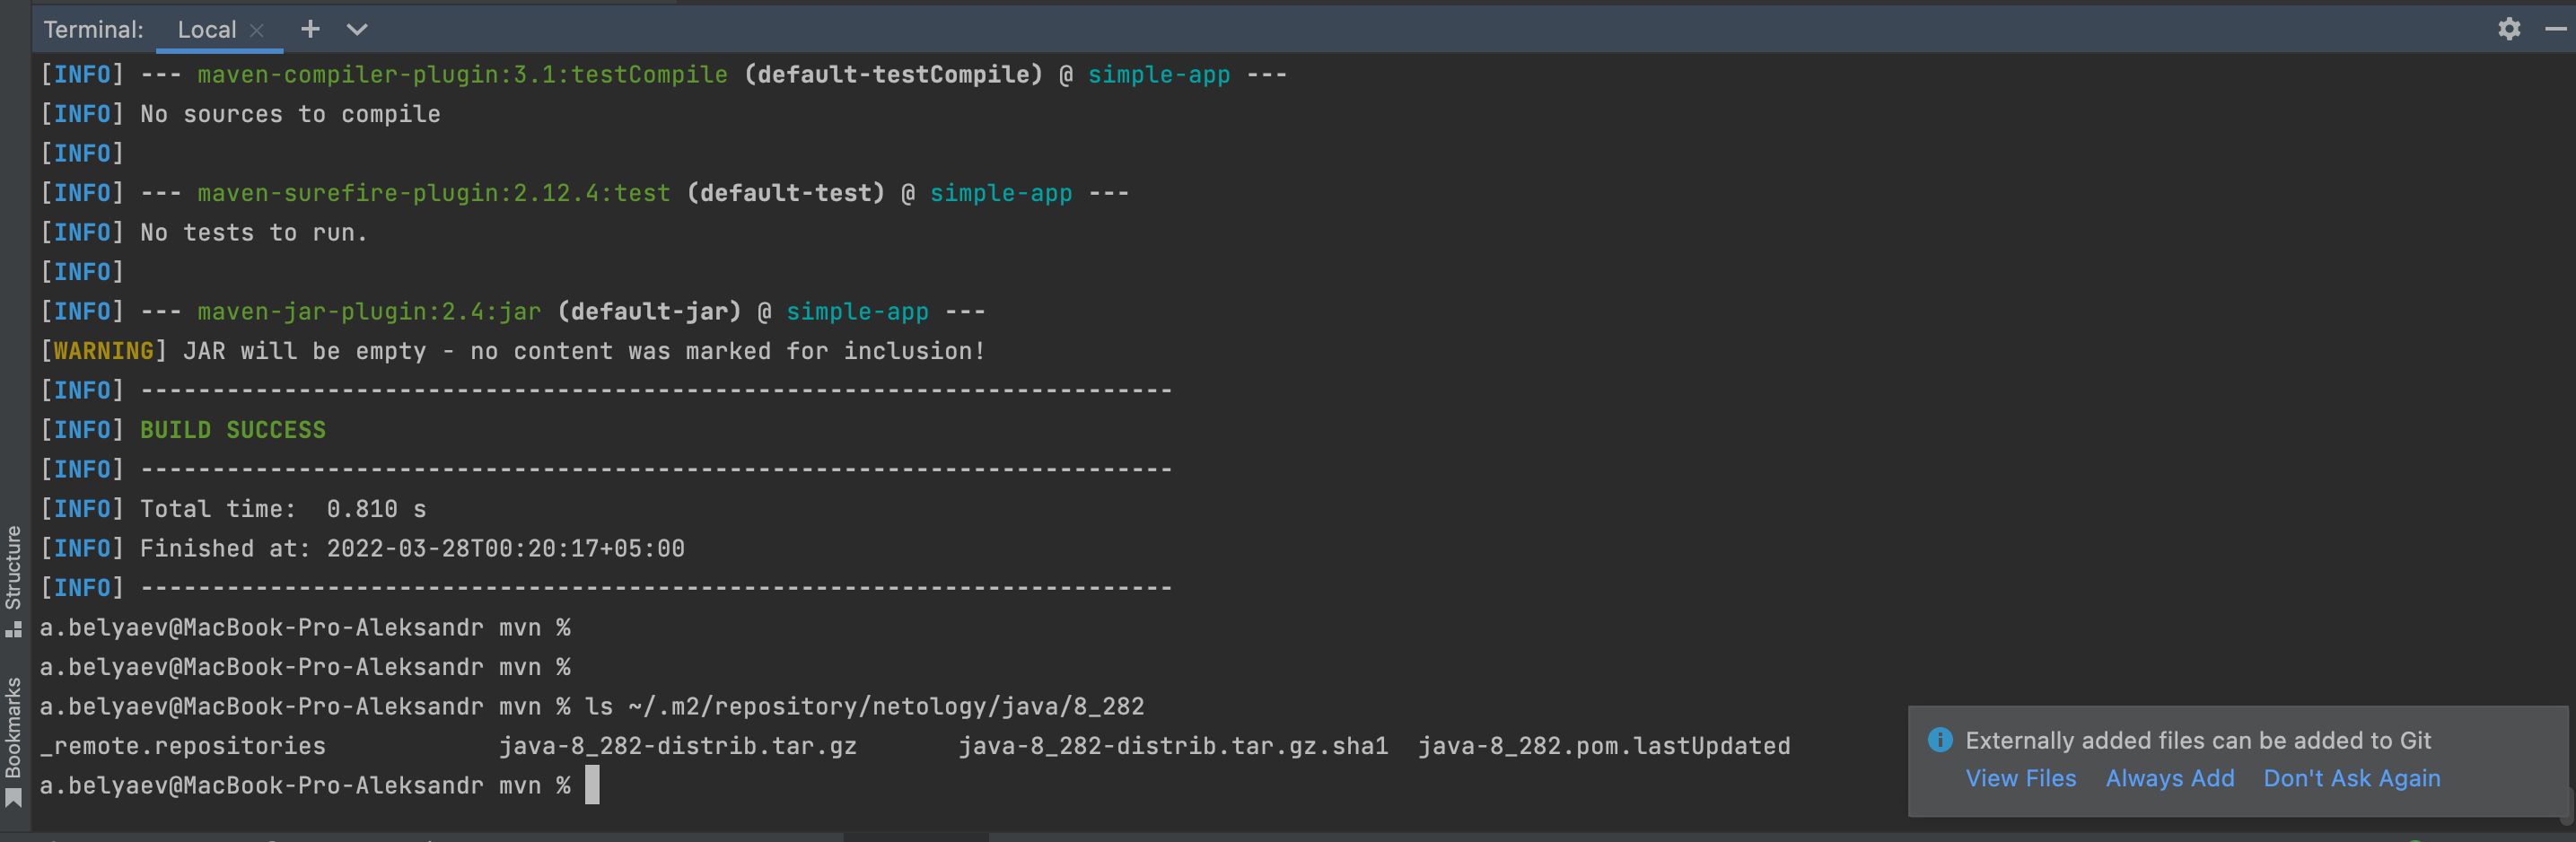 Terminal: Local × + 
[INFO] --- maven-compiler-plugin:3.1:testCompile (default-testCompile) @ simple-app ---
[INFO] No sources to compile
[INFO]
[INFO] --- maven-surefire-plugin:2.12.4:test (default-test) @ simple-app ---
[INFO] No tests to run.
[INFO]
[INFO] --- maven-jar-plugin:2.4:jar (default-jar) @ simple-app ---
[WARNING] JAR will be empty - no content was marked for inclusion!
[INFO] ------------------------------------------------------------------------
[INFO] BUILD SUCCESS
[INFO] ------------------------------------------------------------------------
[INFO] Total time:  0.810 s
[INFO] Finished at: 2022-03-28T00:20:17+05:00
[INFO] ------------------------------------------------------------------------
a.belyaev@MacBook-Pro-Aleksandr mvn %
a.belyaev@MacBook-Pro-Aleksandr mvn %
a.belyaev@MacBook-Pro-Aleksandr mvn % ls ~/.m2/repository/netology/java/8_282
_remote.repositories java-8_282-distrib.tar.gz java-8_282-distrib.tar.gz.sha1 java-8_282.pom.lastUpdated
a.belyaev@MacBook-Pro-Aleksandr mvn %
Structure
Bookmarks
Externally added files can be added to Git
View Files Always Add Don't Ask Again